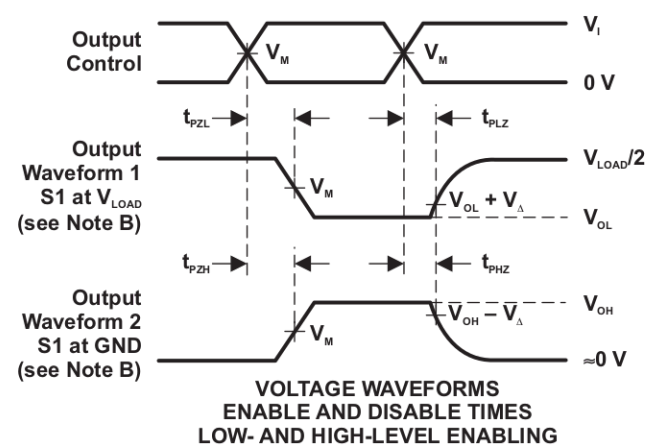 Output
Control
V_M
V_M
V_I
0 V
t_PZL
t_PLZ
Output
Waveform 1
S1 at V_LOAD
(see Note B)
V_M
V_LOAD/2
V_OL + V_Δ
V_OL
t_PZH
t_PHZ
Output
Waveform 2
S1 at GND
(see Note B)
V_M
V_OH
V_OH − V_Δ
≈0 V
VOLTAGE WAVEFORMS
ENABLE AND DISABLE TIMES
LOW- AND HIGH-LEVEL ENABLING